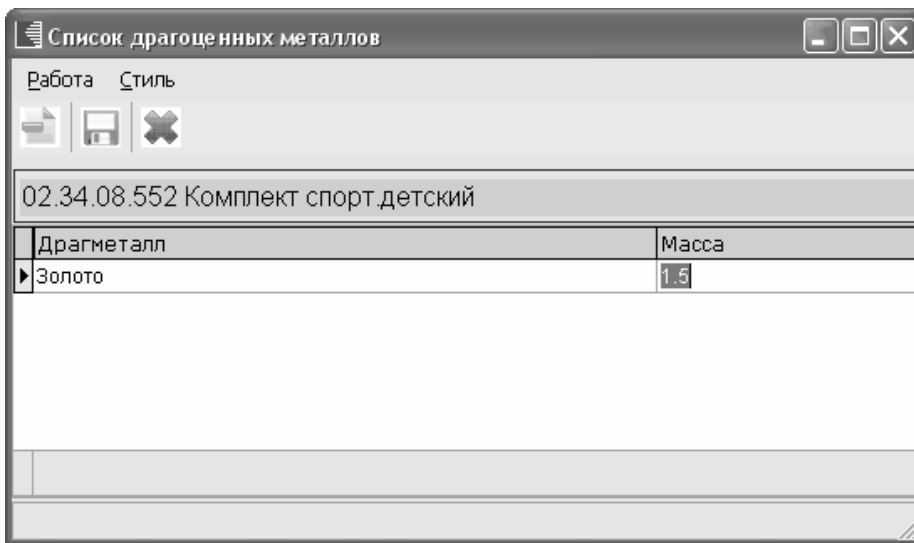 Список драгоценных металлов
Работа Стиль
02.34.08.552 Комплект спорт.детский
Драгметалл Масса
Золото 1.5